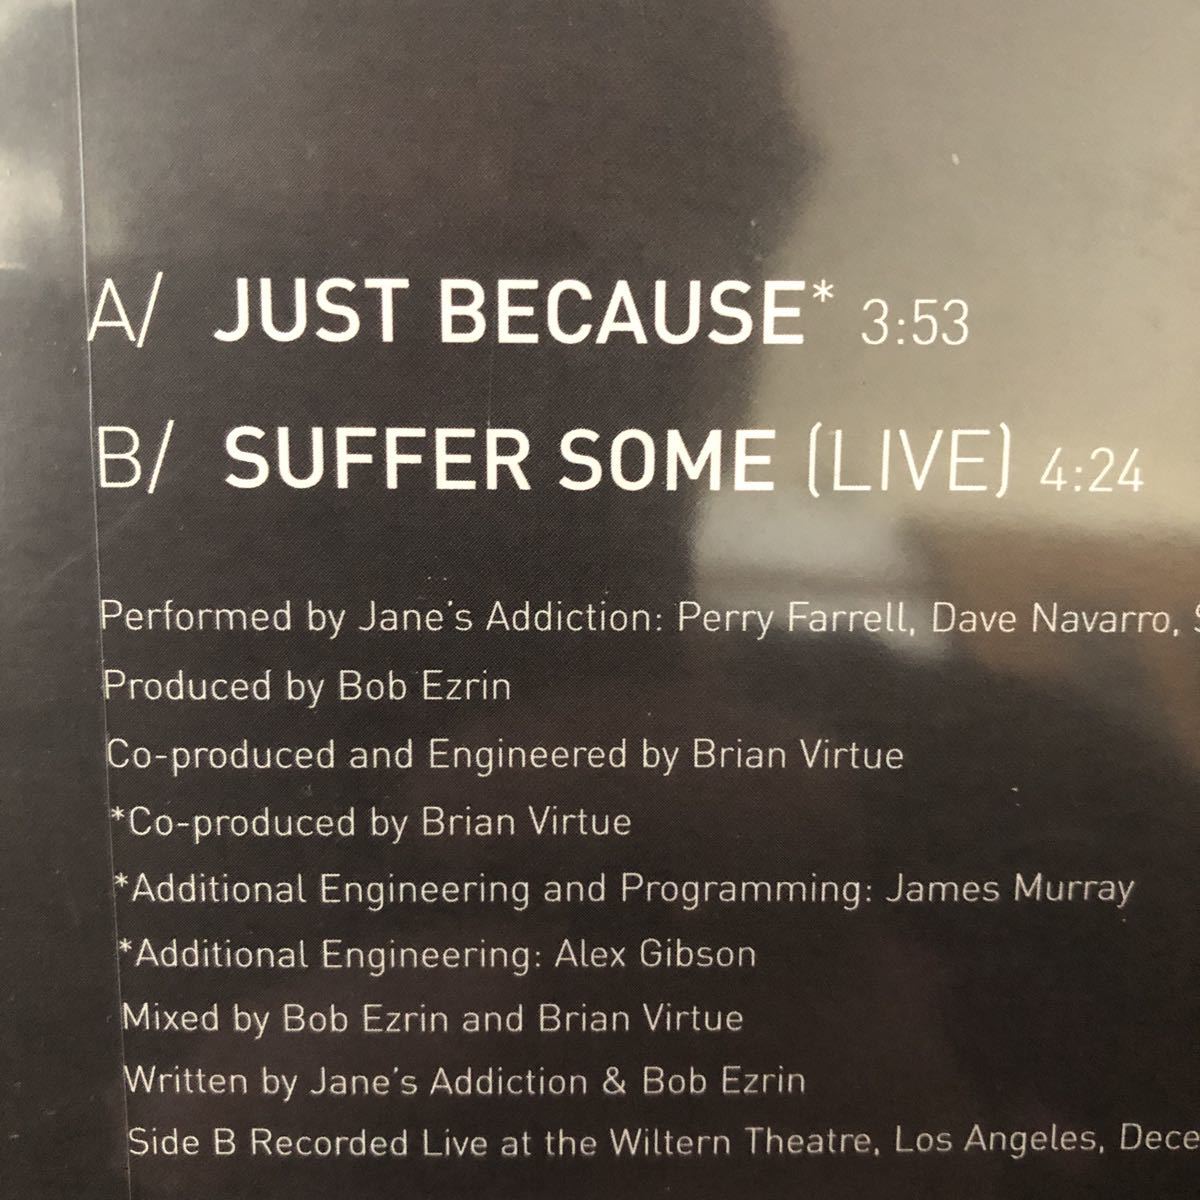 A/ JUST BECAUSE* 3:53
B/ SUFFER SOME (LIVE) 4:24
Performed by Jane's Addiction: Perry Farrell, Dave Navarro,
Produced by Bob Ezrin
Co-produced and Engineered by Brian Virtue
*Co-produced by Brian Virtue
*Additional Engineering and Programming: James Murray
*Additional Engineering: Alex Gibson
Mixed by Bob Ezrin and Brian Virtue
Written by Jane's Addiction & Bob Ezrin
Side B Recorded Live at the Wiltern Theatre, Los Angeles,